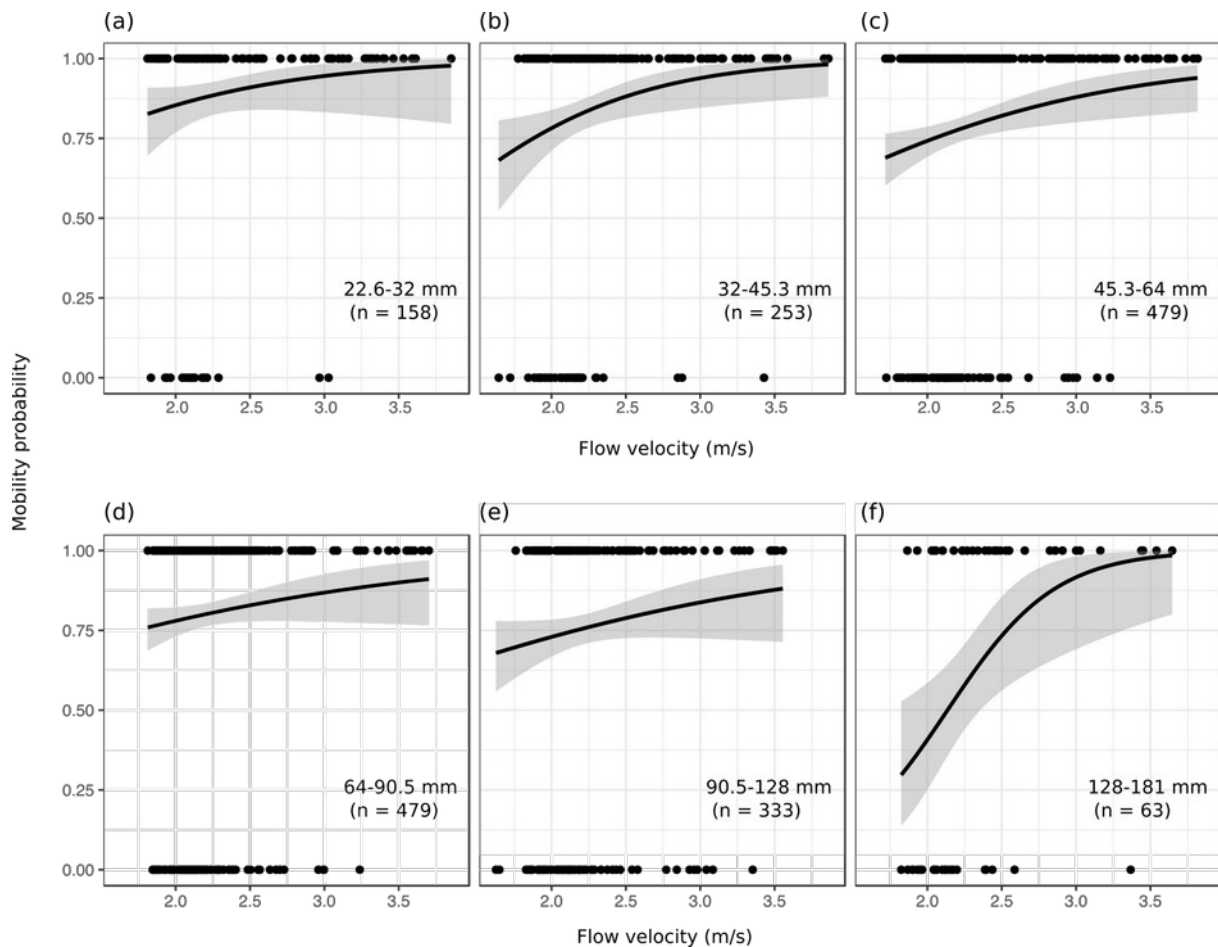 (a) (b) (c)
1.00
0.75
0.50
0.25
0.00
22.6-32 mm
(n = 158)
32-45.3 mm
(n = 253)
45.3-64 mm
(n = 479)
2.0 2.5 3.0 3.5 2.0 2.5 3.0 3.5 2.0 2.5 3.0 3.5
Flow velocity (m/s)
Mobility probability
(d) (e) (f)
1.00
0.75
0.50
0.25
0.00
64-90.5 mm
(n = 479)
90.5-128 mm
(n = 333)
128-181 mm
(n = 63)
2.0 2.5 3.0 3.5 2.0 2.5 3.0 3.5 2.0 2.5 3.0 3.5
Flow velocity (m/s)